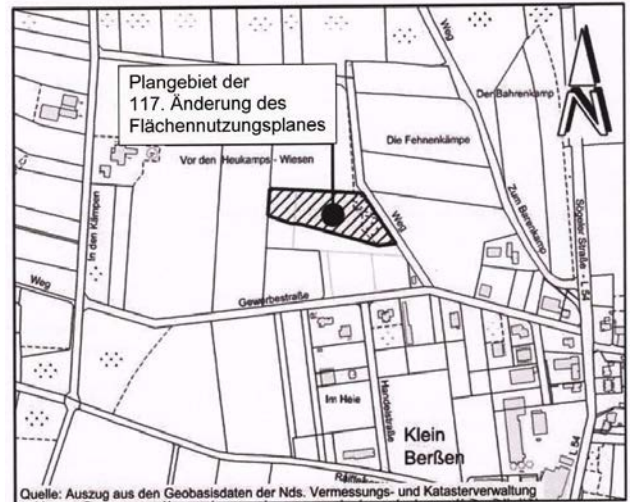 Weg
Der Bahrenkamp
Plangebiet der
117. Änderung des
Flächennutzungsplanes
Die Fehnenkämpe
Vor den Heukamps - Wiesen
N
In den Kämpen
Weg
Zum Bahrenkamp
Sögeler Straße - L 54
Weg
Gewerbestraße
Im Heie
Handelstraße
Klein
Berßen
L 54
Quelle: Auszug aus den Geobasisdaten der Nds. Vermessungs- und Katasterverwaltung